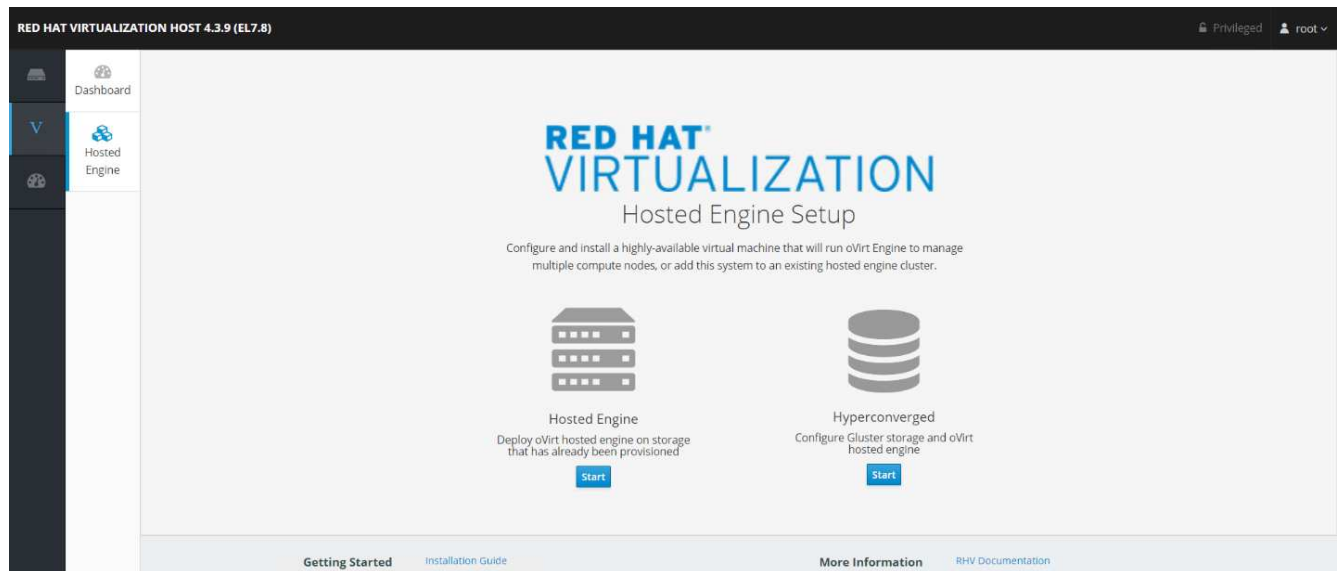 RED HAT VIRTUALIZATION HOST 4.3.9 (EL7.8)
Privileged
root
Dashboard
V
Hosted
Engine
RED HAT®
VIRTUALIZATION
Hosted Engine Setup
Configure and install a highly-available virtual machine that will run oVirt Engine to manage
multiple compute nodes, or add this system to an existing hosted engine cluster.
Hosted Engine
Deploy oVirt hosted engine on storage
that has already been provisioned
Start
Hyperconverged
Configure Gluster storage and oVirt
hosted engine
Start
Getting Started
Installation Guide
More Information
RHV Documentation